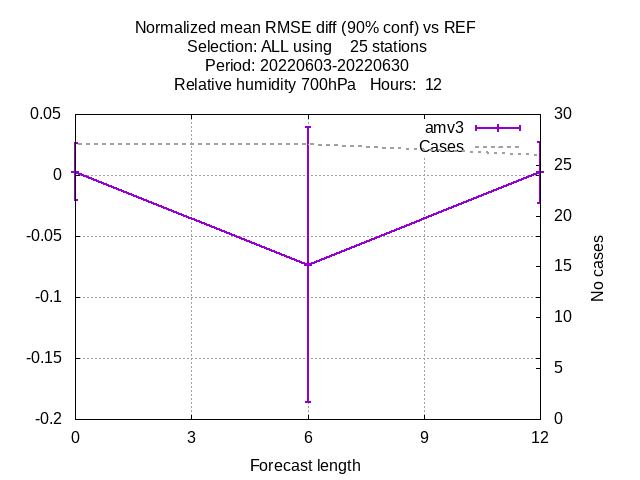 Normalized mean RMSE diff (90% conf) vs REF
Selection: ALL using    25 stations
Period: 20220603-20220630
Relative humidity 700hPa   Hours:  12
0.05
0
-0.05
-0.1
-0.15
-0.2
30
25
20
15
10
5
0
amv3
Cases
No cases
0 3 6 9 12
Forecast length